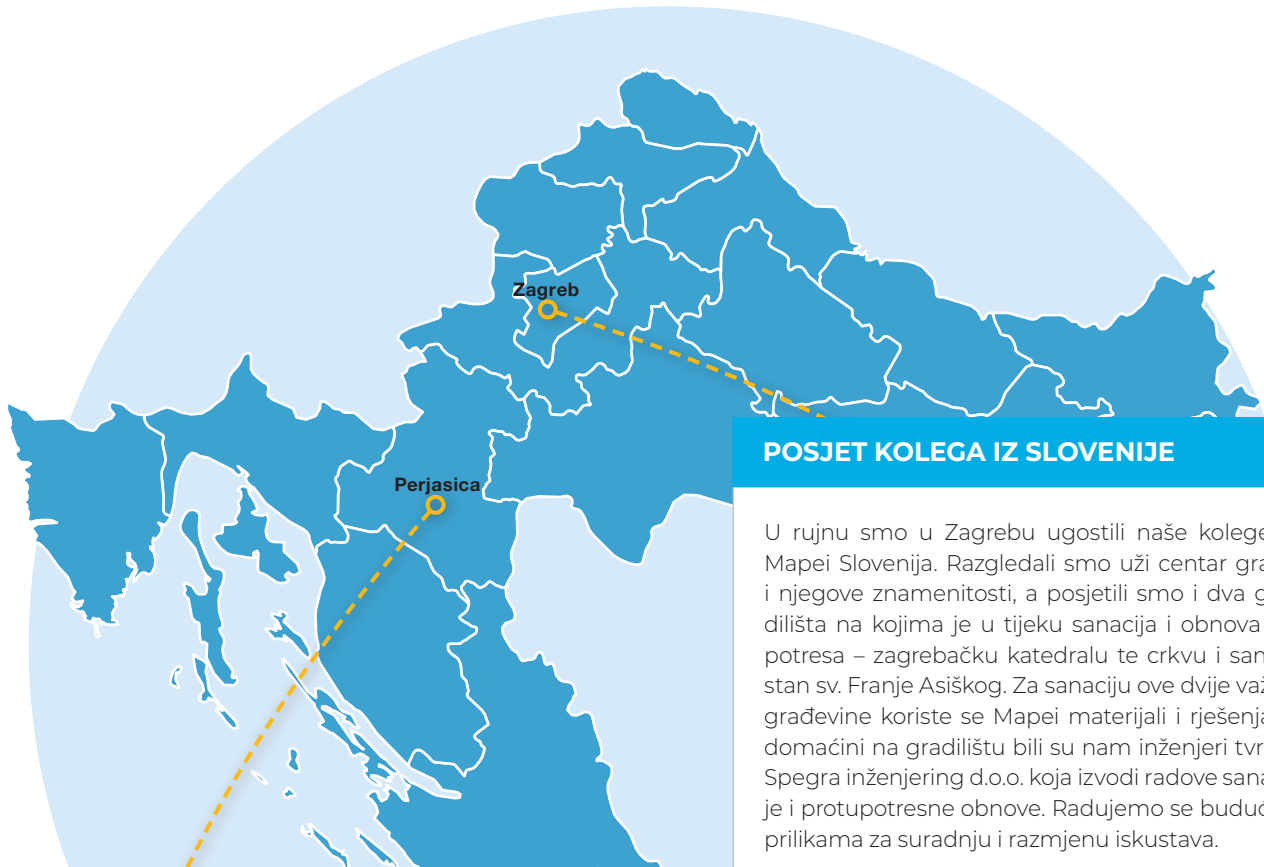 Zagreb
Perjasica
POSJET KOLEGA IZ SLOVENIJE
U rujnu smo u Zagrebu ugostili naše kolege
Mapei Slovenija. Razgledali smo uži centar gra
i njegove znamenitosti, a posjetili smo i dva g
dilišta na kojima je u tijeku sanacija i obnova
potresa – zagrebačku katedralu te crkvu i sam
stan sv. Franje Asiškog. Za sanaciju ove dvije važ
građevine koriste se Mapei materijali i rješenja
domaćini na gradilištu bili su nam inženjeri tvr
Spegra inženjering d.o.o. koja izvodi radove sana
je i protupotresne obnove. Radujemo se buduć
prilikama za suradnju i razmjenu iskustava.